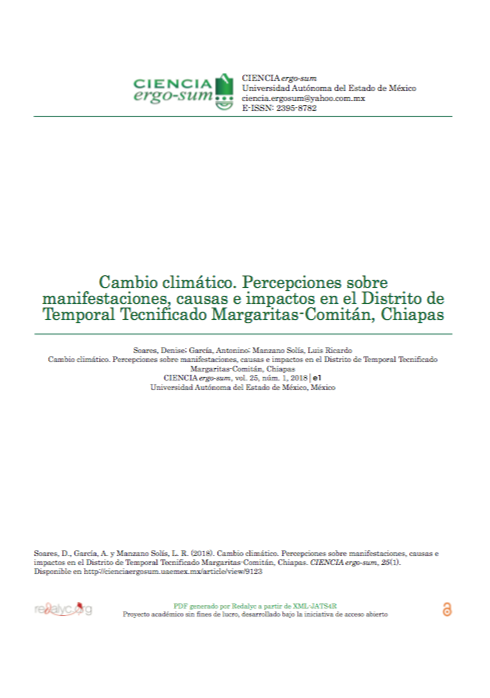 CIENCIA
ergo-sum
CIENCIA ergo-sum
Universidad Autónoma del Estado de México
ciencia.ergosum@yahoo.com.mx
E-ISSN: 2395-8782
Cambio climático. Percepciones sobre
manifestaciones, causas e impactos en el Distrito de
Temporal Tecnificado Margaritas-Comitán, Chiapas
Soares, Denise; García, Antonino; Manzano Solís, Luis Ricardo
Cambio climático. Percepciones sobre manifestaciones, causas e impactos en el Distrito de Temporal Tecnificado
Margaritas-Comitán, Chiapas
CIENCIA ergo-sum, vol. 25, núm. 1, 2018 | e1
Universidad Autónoma del Estado de México, México
Soares, D., García, A. y Manzano Solís, L. R. (2018). Cambio climático. Percepciones sobre manifestaciones, causas e
impactos en el Distrito de Temporal Tecnificado Margaritas-Comitán, Chiapas. CIENCIA ergo-sum, 25(1).
Disponible en http://cienciaergosum.uaemex.mx/article/view/9123
redalyc.org
PDF generado por Redalyc a partir de XML-JATS4R
Proyecto académico sin fines de lucro, desarrollado bajo la iniciativa de acceso abierto